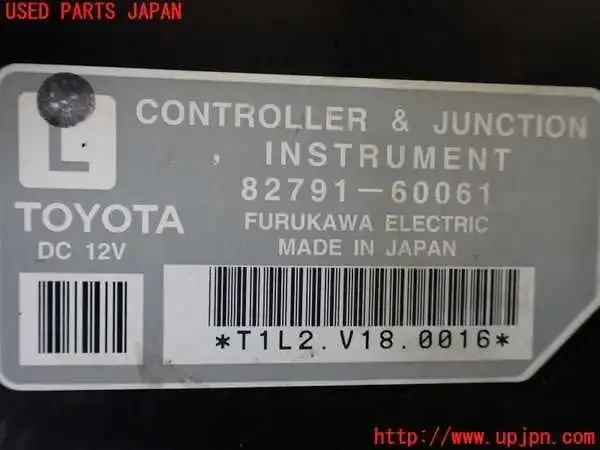 USED PARTS JAPAN
L
CONTROLLER & JUNCTION
, INSTRUMENT
82791-60061
TOYOTA
FURUKAWA ELECTRIC
DC 12V
MADE IN JAPAN
*T1L2.V18.0016*
https://www.upjpn.com